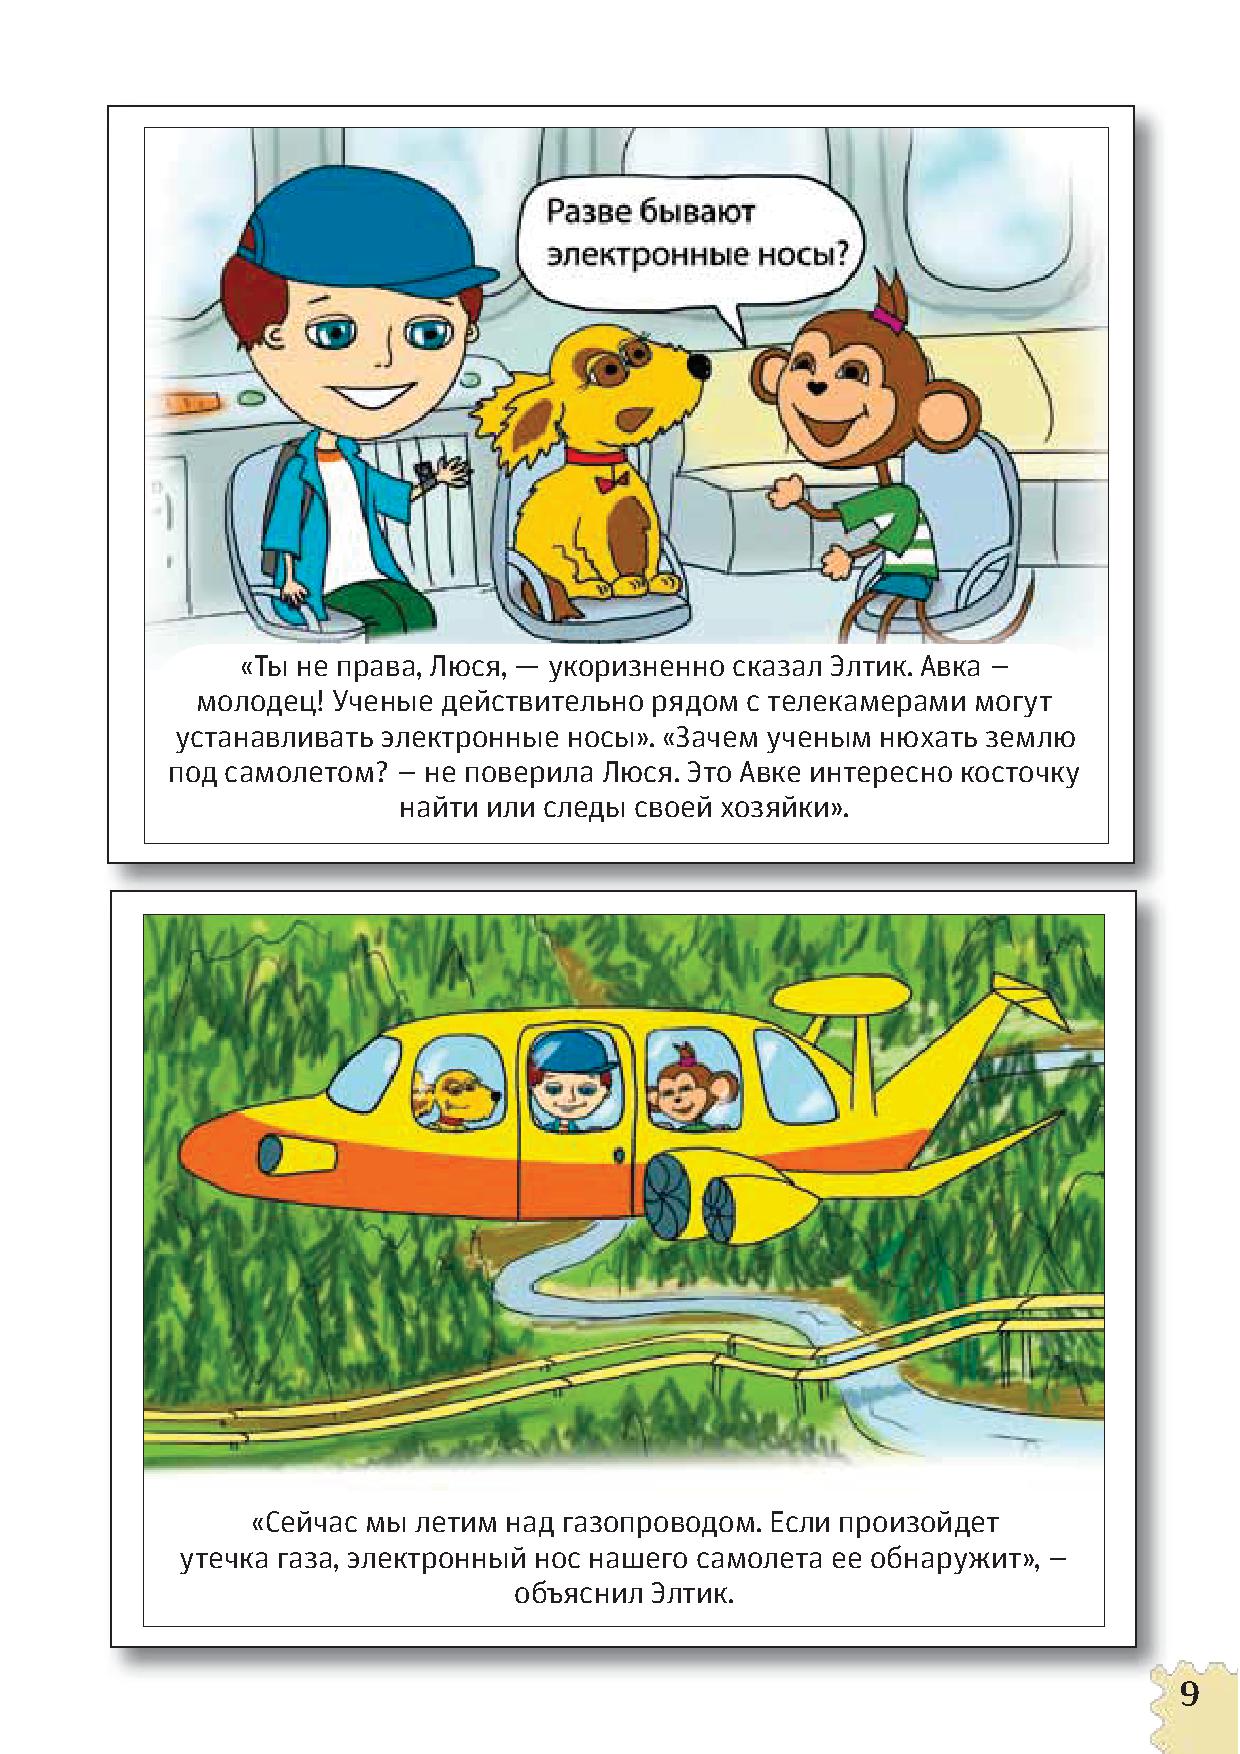 Разве бывают
электронные носы?
«Ты не права, Люся, — укоризненно сказал Элтик. Авка –
молодец! Ученые действительно рядом с телекамерами могут
устанавливать электронные носы». «Зачем ученым нюхать землю
под самолетом? – не поверила Люся. Это Авке интересно косточку
найти или следы своей хозяйки».
«Сейчас мы летим над газопроводом. Если произойдет
утечка газа, электронный нос нашего самолета ее обнаружит», –
объяснил Элтик.
9